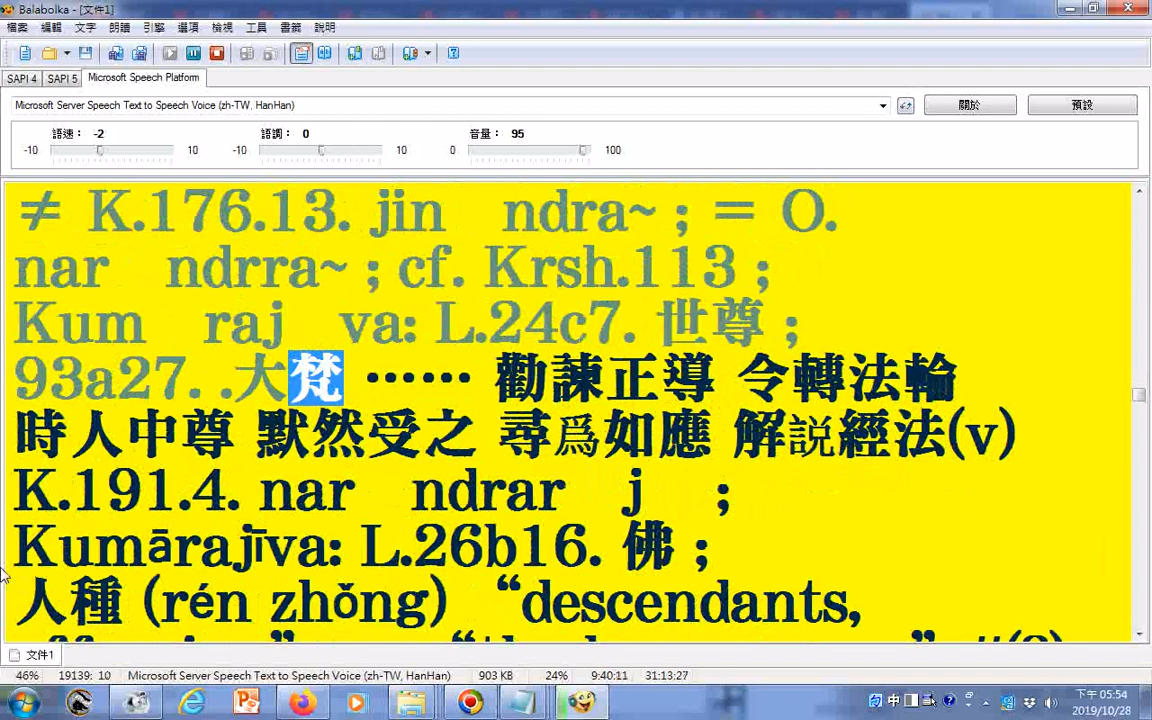 Balabolka - [文件1]
檔案 編輯 文字 朗讀 引擎 選項 檢視 工具 書籤 說明
SAPI 4 SAPI 5 Microsoft Speech Platform
Microsoft Server Speech Text to Speech Voice (zh-TW, HanHan) 關於 預設
語速： -2 語調： 0 音量： 95
-10 10 -10 10 0 100
≠ K.176.13. jin ndra~ ; = O.
nar ndrra~ ; cf. Krsh.113 ;
Kum raj va: L.24c7. 世尊 ;
93a27. .大梵 …… 勸諫正導 令轉法輪
時人中尊 默然受之 尋爲如應 解説經法(v)
K.191.4. nar ndrar j ;
Kumārajīva: L.26b16. 佛 ;
人種 (rén zhǒng) “descendants,
文件1
46% 19139: 10 Microsoft Server Speech Text to Speech Voice (zh-TW, HanHan) 903 KB 24% 9:40:11 31:13:27
中 下午 05:54
2019/10/28